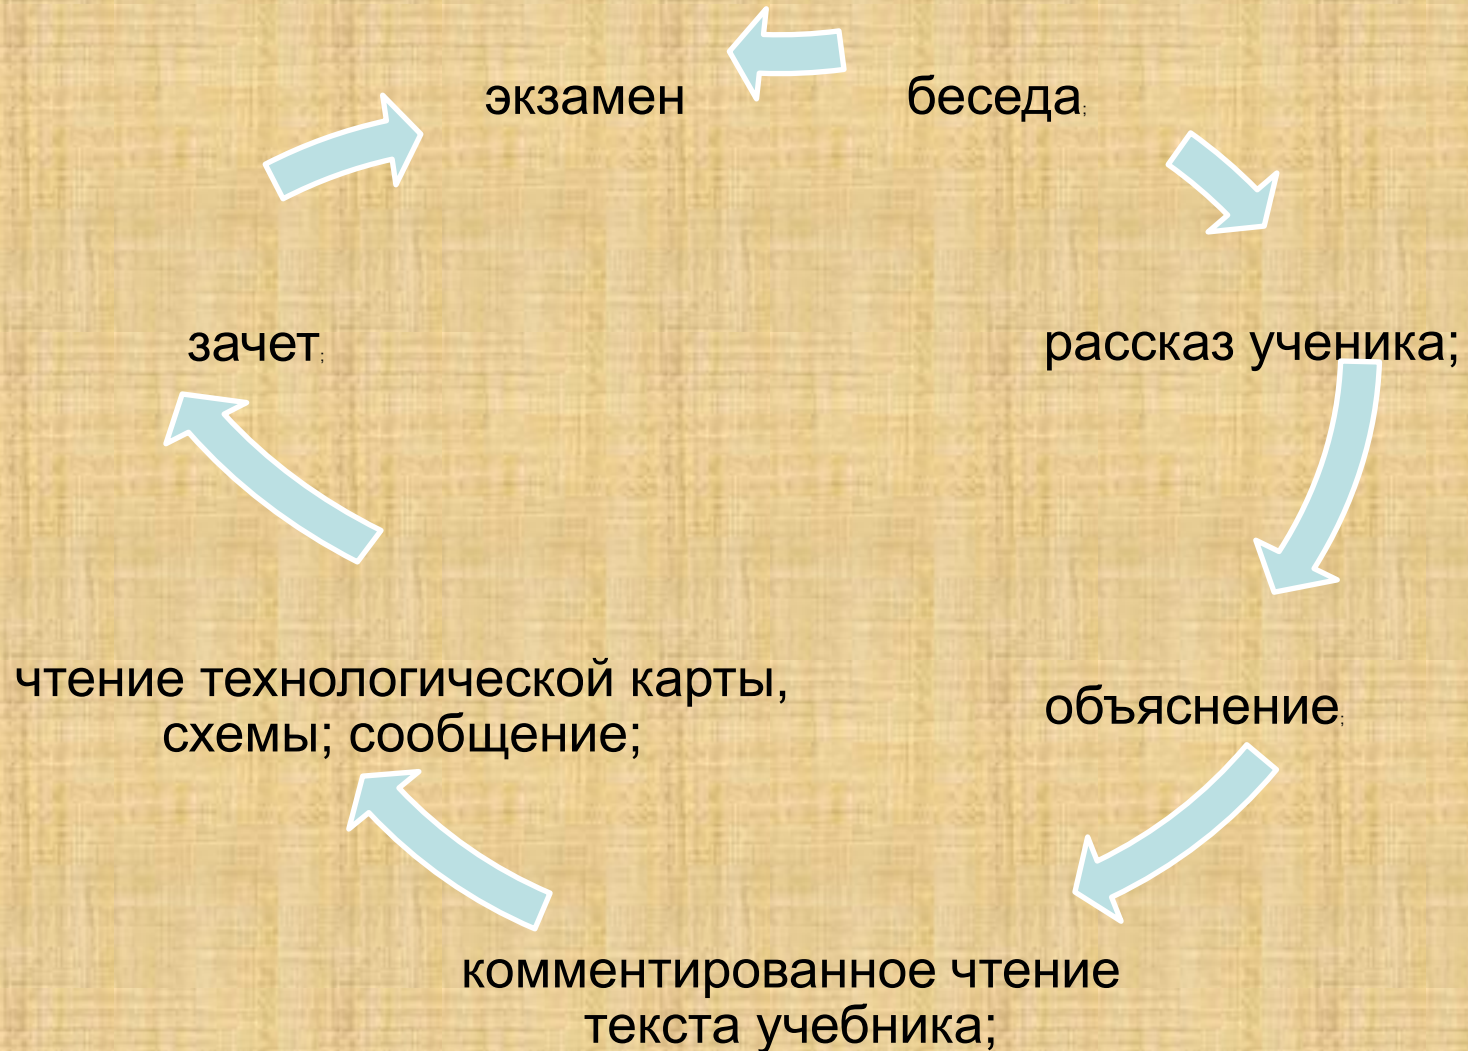 экзамен
беседа;
зачет;
рассказ ученика;
чтение технологической карты,
схемы; сообщение;
объяснение;
комментированное чтение
текста учебника;